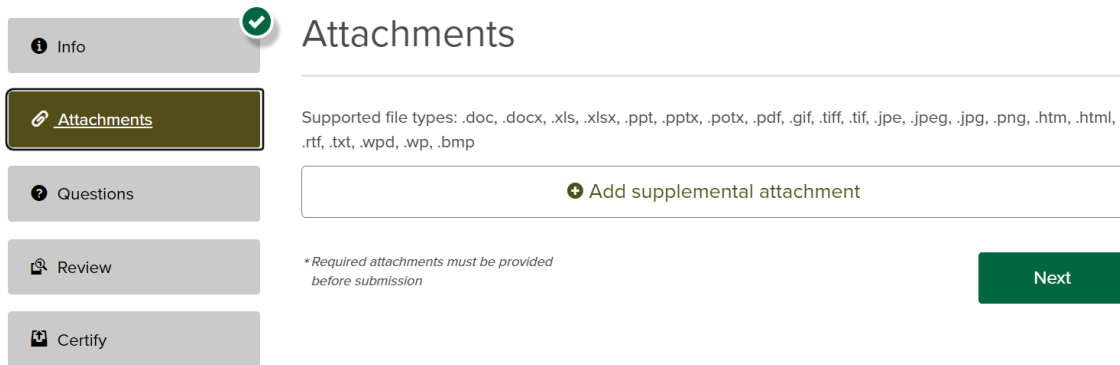 Info
Attachments
Questions
Review
Certify
Attachments
Supported file types: .doc, .docx, .xls, .xlsx, .ppt, .pptx, .potx, .pdf, .gif, .tiff, .tif, .jpe, .jpeg, .jpg, .png, .htm, .html,
.rtf, .txt, .wpd, .wp, .bmp
Add supplemental attachment
* Required attachments must be provided
before submission
Next